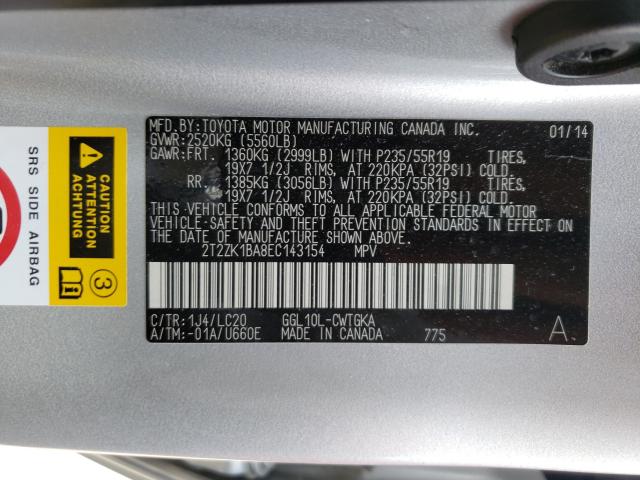 MFD.BY:TOYOTA MOTOR MANUFACTURING CANADA INC. 01/14
GVWR:2520KG (5560LB)
GAWR:FRT. 1360KG (2999LB) WITH P235/55R19 TIRES,
19X7 1/2J RIMS, AT 220KPA (32PSI) COLD.
RR. 1385KG (3056LB) WITH P235/55R19 TIRES,
19X7 1/2J RIMS, AT 220KPA (32PSI) COLD.
THIS VEHICLE CONFORMS TO ALL APPLICABLE FEDERAL MOTOR
VEHICLE SAFETY AND THEFT PREVENTION STANDARDS IN EFFECT ON
THE DATE OF MANUFACTURE SHOWN ABOVE.
2T2ZK1BA8EC143154 MPV
C/TR:1J4/LC20 GGL10L-CWTGKA
A/TM:-01A/U660E MADE IN CANADA 775 A
CAUTION
ATTENTION
ACHTUNG
3
SRS SIDE AIRBAG